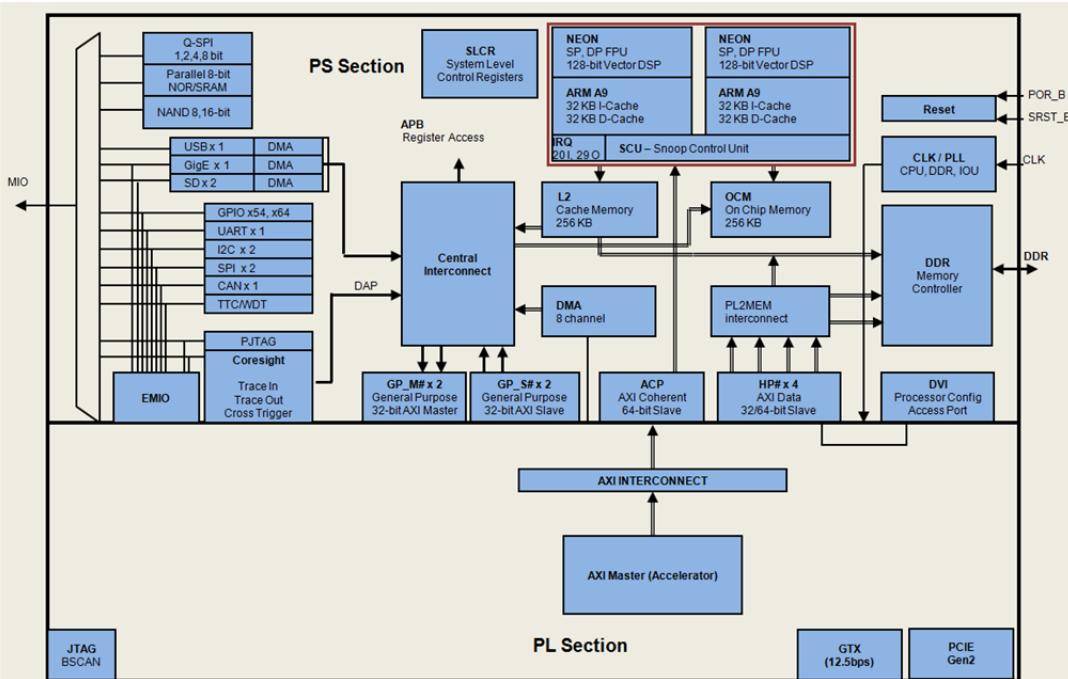 Q-SPI
1,2,4,8 bit
Parallel 8-bit
NOR/SRAM
NAND 8,16-bit
PS Section
SLCR
System Level
Control Registers
NEON
SP, DP FPU
128-bit Vector DSP
NEON
SP, DP FPU
128-bit Vector DSP
ARM A9
32 KB I-Cache
32 KB D-Cache
ARM A9
32 KB I-Cache
32 KB D-Cache
IRQ
20 I, 29 O
SCU – Snoop Control Unit
Reset
POR_B
SRST_B
CLK / PLL
CPU, DDR, IOU
CLK
APB
Register Access
USB x 1
DMA
GigE x 1
DMA
SD x 2
DMA
MIO
GPIO x54, x64
UART x 1
I2C x 2
SPI x 2
CAN x 1
TTC/WDT
DAP
Central
Interconnect
L2
Cache Memory
256 KB
OCM
On Chip Memory
256 KB
DDR
Memory
Controller
DDR
DMA
8 channel
PL2MEM
interconnect
PJTAG
Coresight
Trace In
Trace Out
Cross Trigger
EMIO
GP_M# x 2
General Purpose
32-bit AXI Master
GP_S# x 2
General Purpose
32-bit AXI Slave
ACP
AXI Coherent
64-bit Slave
HP# x 4
AXI Data
32/64-bit Slave
DVI
Processor Config
Access Port
AXI INTERCONNECT
AXI Master (Accelerator)
PL Section
JTAG
BSCAN
GTX
(12.5bps)
PCIE
Gen2